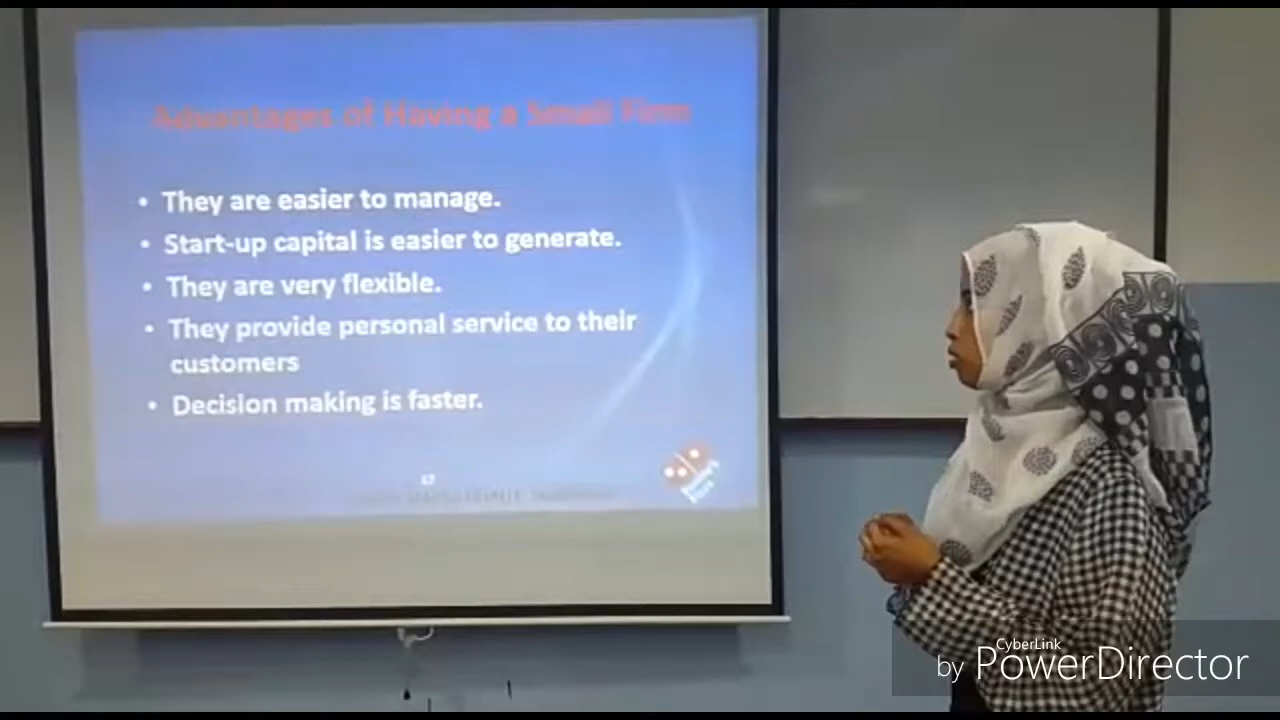 Advantages of Having a Small Firm
• They are easier to manage.
• Start-up capital is easier to generate.
• They are very flexible.
• They provide personal service to their
customers
• Decision making is faster.
17
CyberLink
by PowerDirector